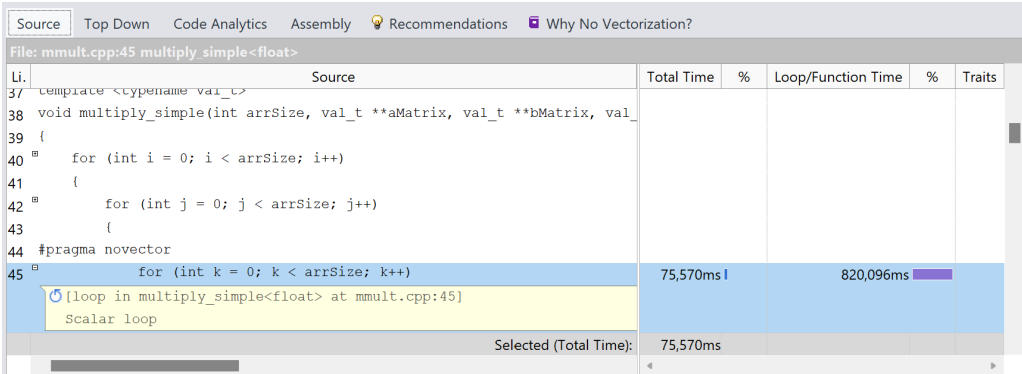 Source Top Down Code Analytics Assembly Recommendations Why No Vectorization?
File: mmult.cpp:45 multiply_simple<float>
Li. Source Total Time % Loop/Function Time % Traits
37 template <typename val_t>
38 void multiply_simple(int arrSize, val_t **aMatrix, val_t **bMatrix, val_
39 {
40 for (int i = 0; i < arrSize; i++)
41 {
42 for (int j = 0; j < arrSize; j++)
43 {
44 #pragma novector
45 for (int k = 0; k < arrSize; k++) 75,570ms 820,096ms
[loop in multiply_simple<float> at mmult.cpp:45]
Scalar loop
Selected (Total Time): 75,570ms